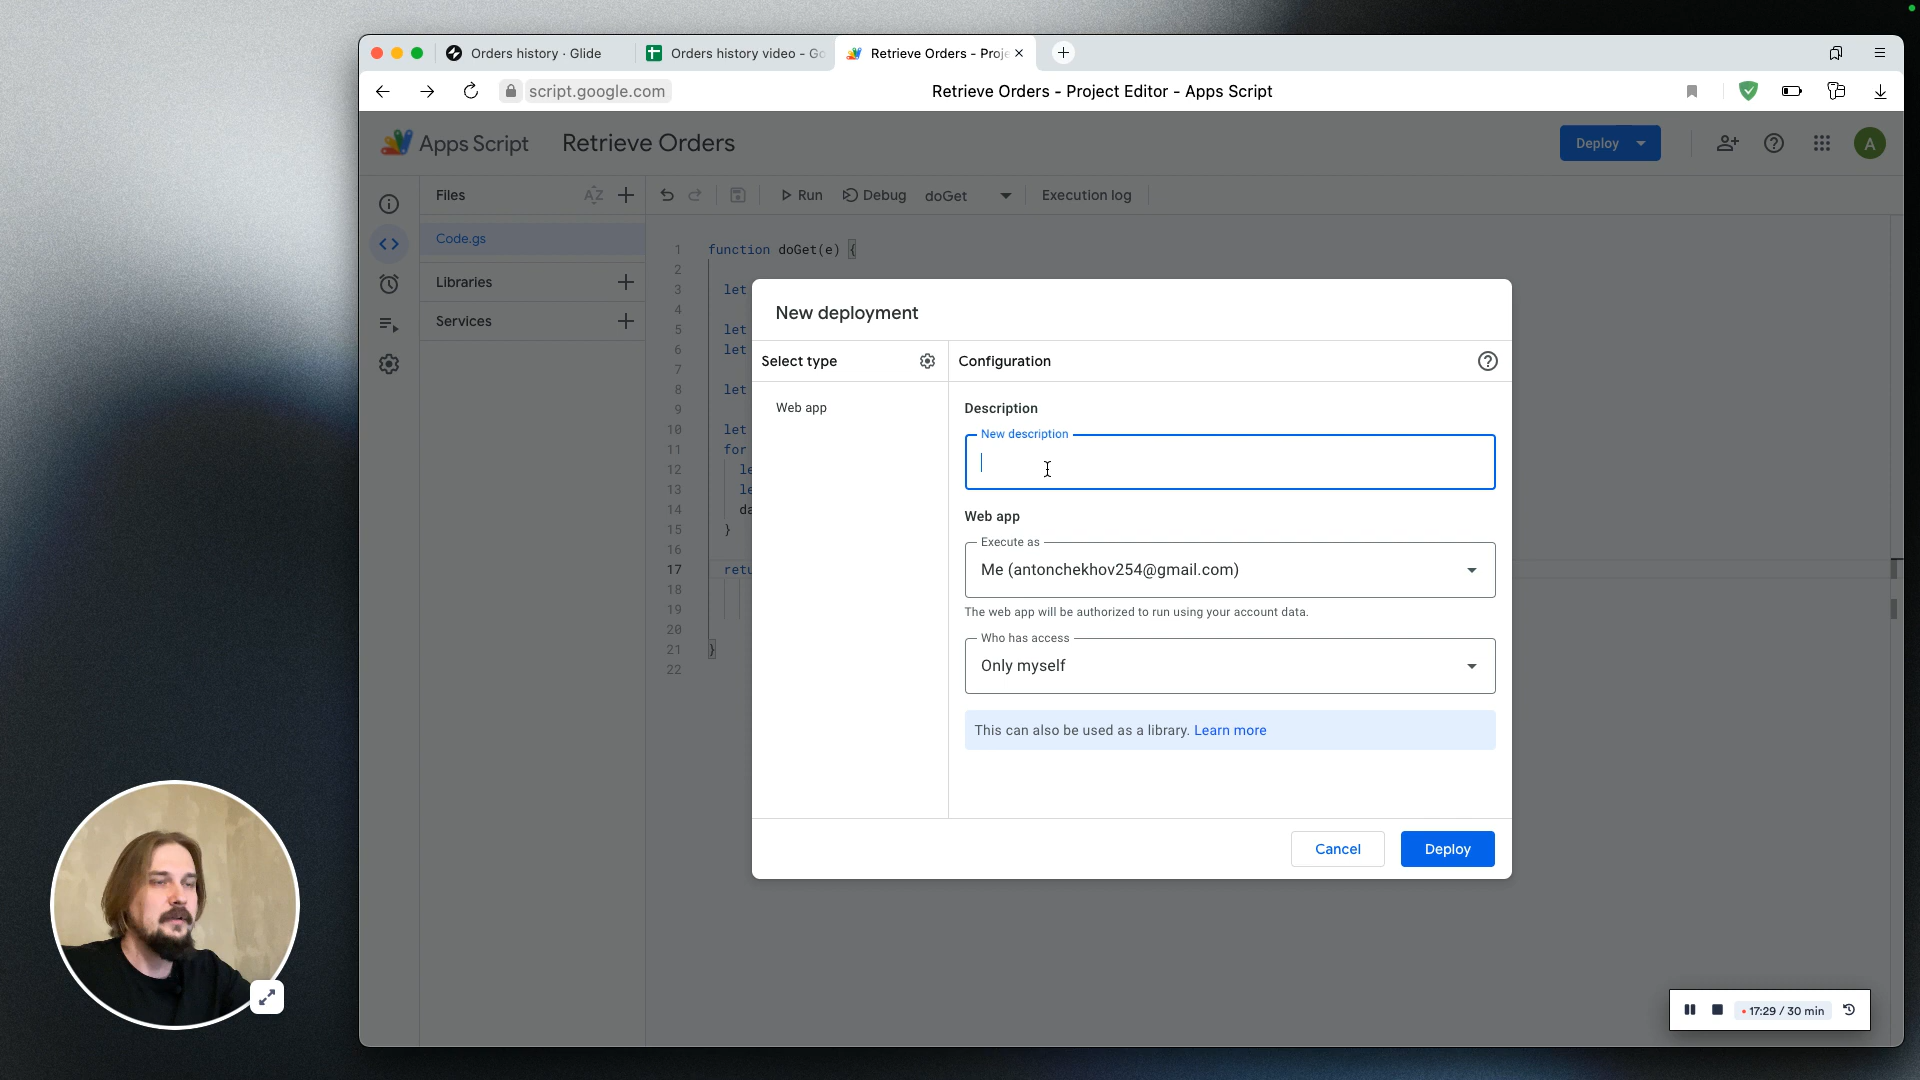 Orders history · Glide
Orders history video - Go
Retrieve Orders - Proje
script.google.com
Retrieve Orders - Project Editor - Apps Script
Apps Script
Retrieve Orders
Deploy
A
Files
AZ
Run
Debug
doGet
Execution log
Code.gs
Libraries
Services
1 function doGet(e) {
2
3 let
4
5 let
6 let
7
8 let
9
10 let
11 for
12 le
13 le
14 da
15 }
16
17 retu
18
19
20
21 }
22
New deployment
Select type
Configuration
Web app
Description
New description
Web app
Execute as
Me (antonchekhov254@gmail.com)
The web app will be authorized to run using your account data.
Who has access
Only myself
This can also be used as a library. Learn more
Cancel
Deploy
17:29 / 30 min